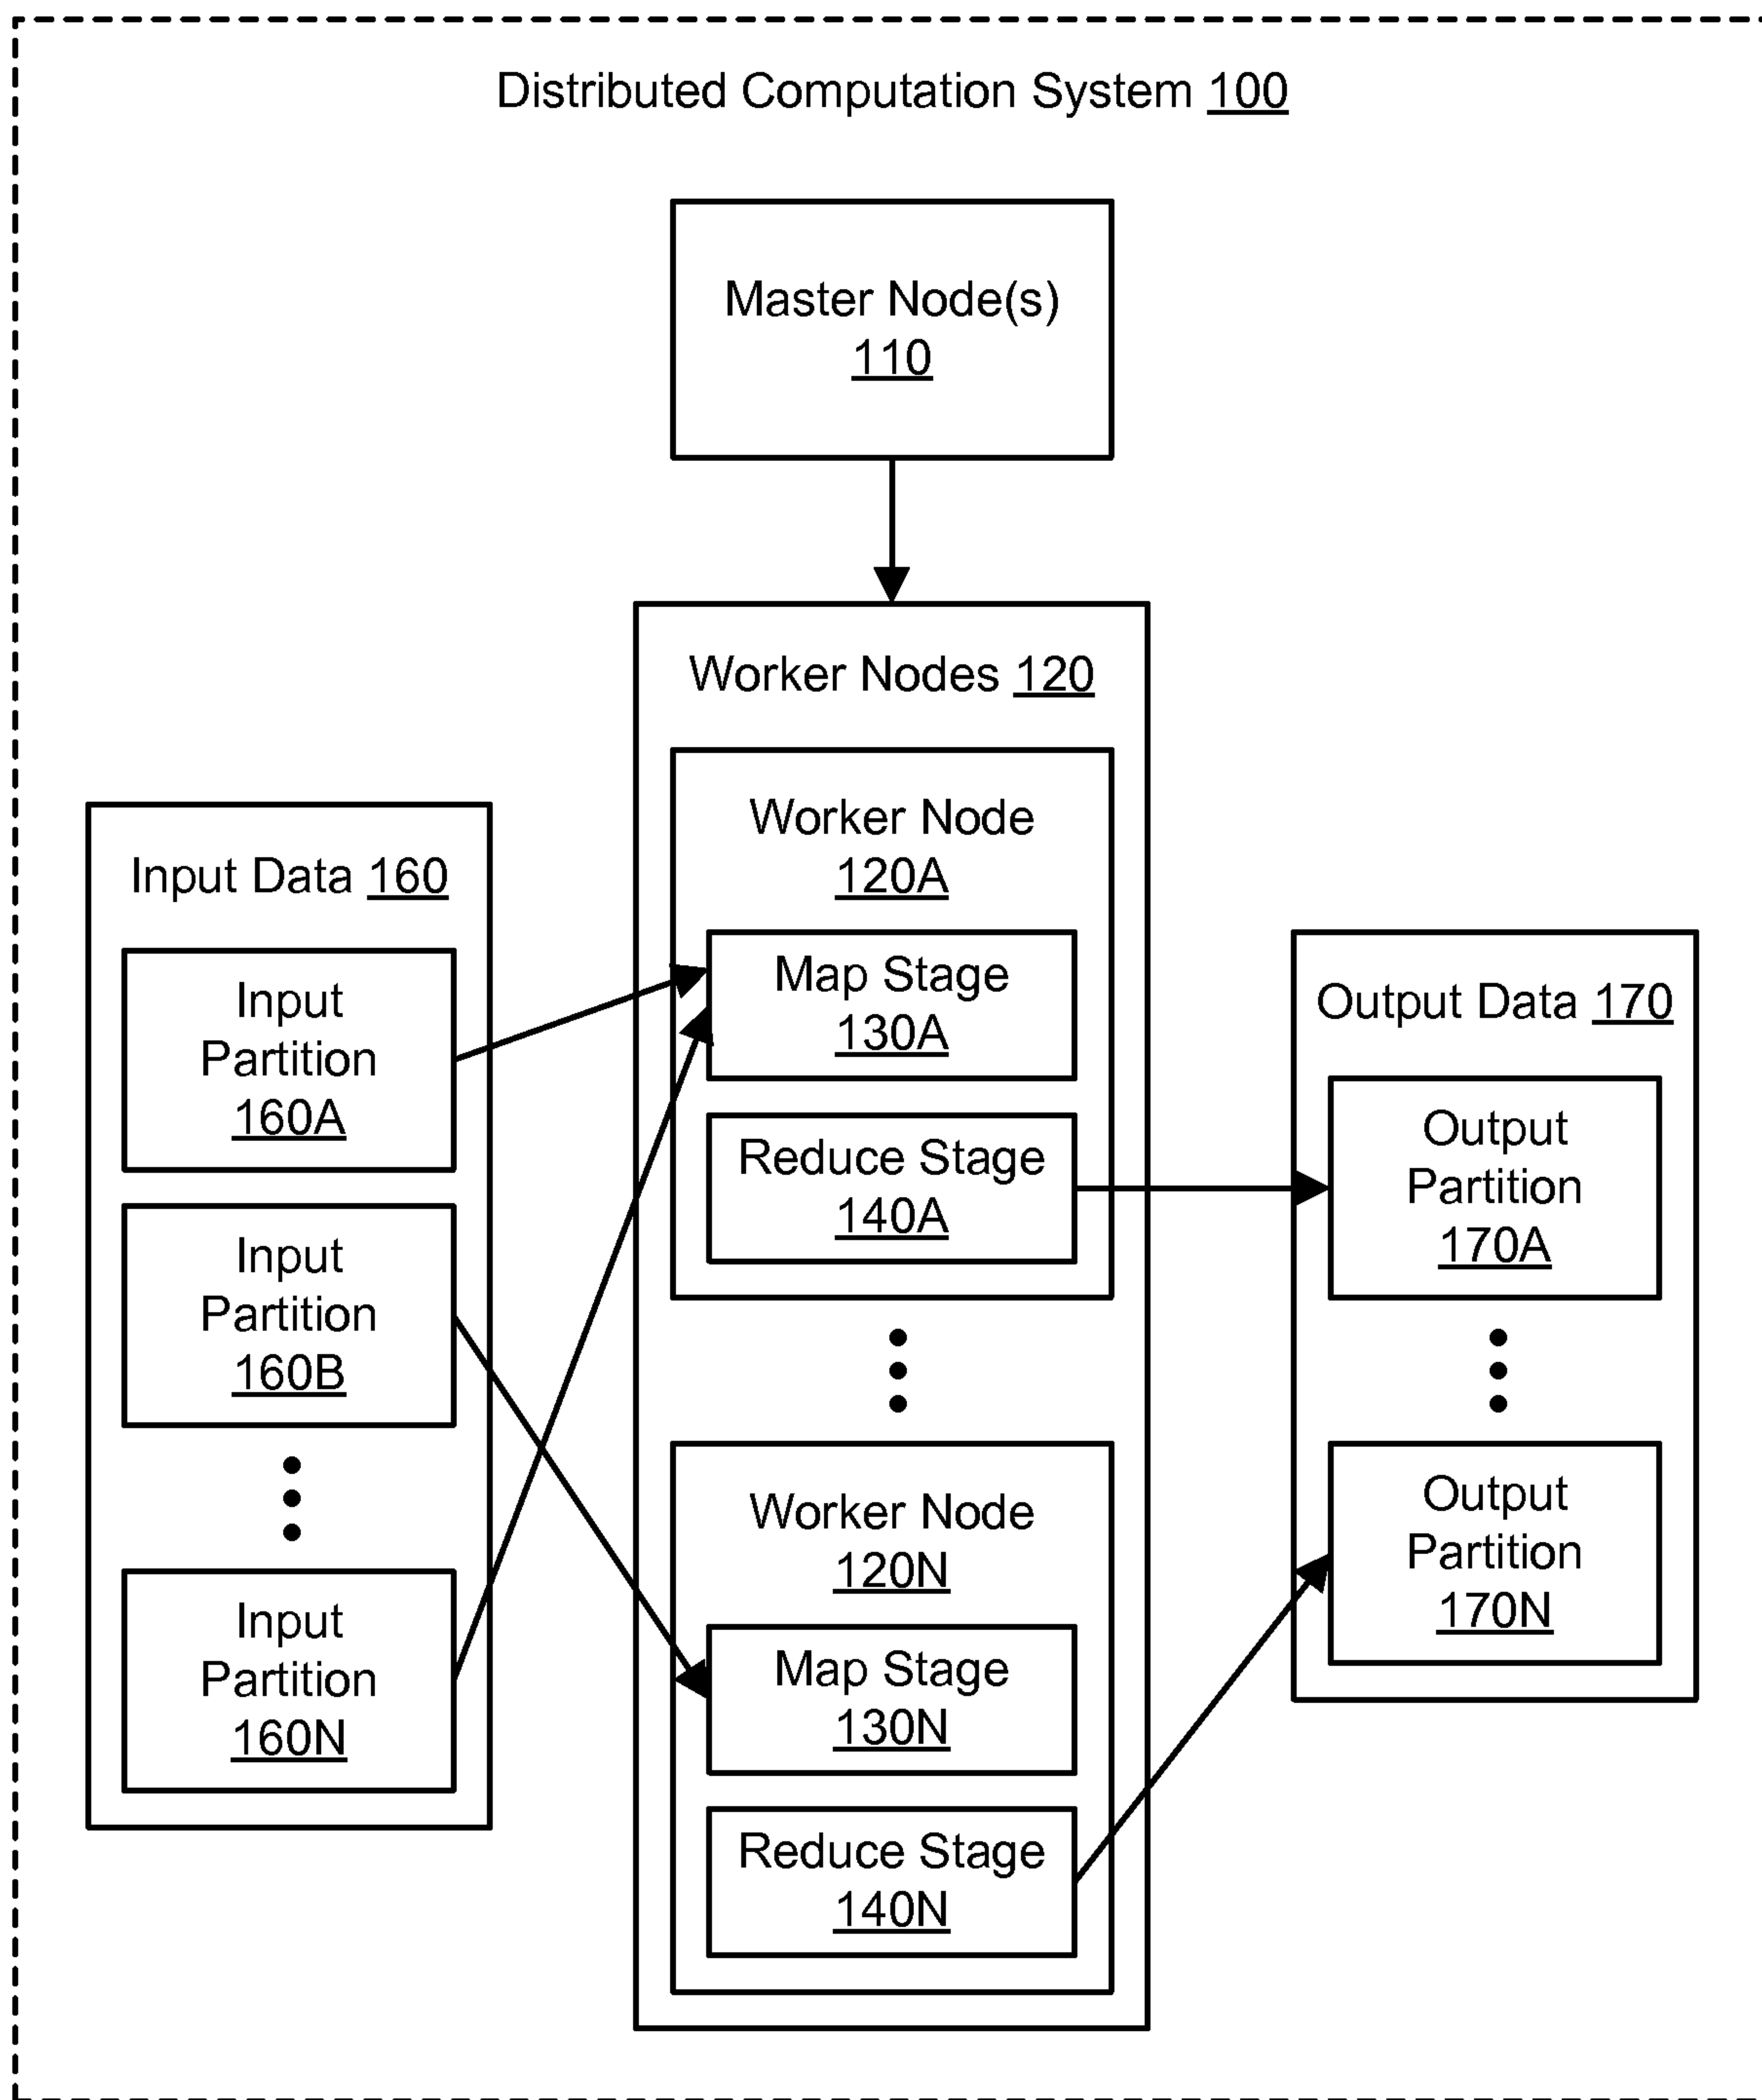 Distributed Computation System 100
Master Node(s)
110
Worker Nodes 120
Worker Node
120A
Map Stage
130A
Reduce Stage
140A
Worker Node
120N
Map Stage
130N
Reduce Stage
140N
Input Data 160
Input
Partition
160A
Input
Partition
160B
Input
Partition
160N
Output Data 170
Output
Partition
170A
Output
Partition
170N